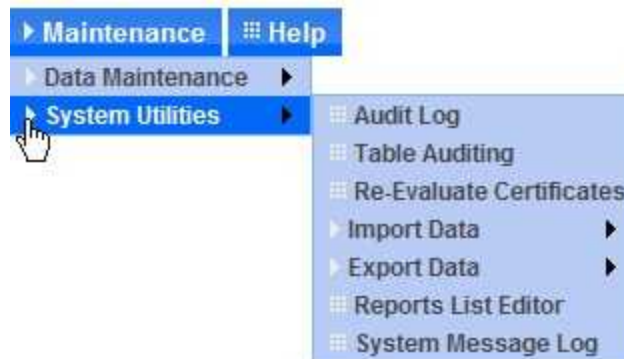 Maintenance Help
Data Maintenance
System Utilities
Audit Log
Table Auditing
Re-Evaluate Certificates
Import Data
Export Data
Reports List Editor
System Message Log